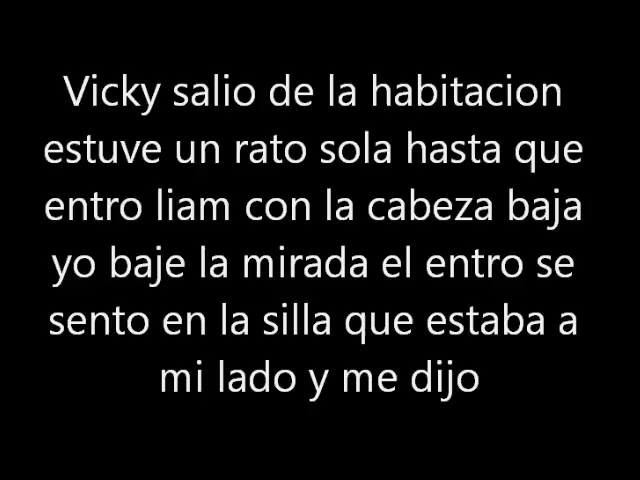 Vicky salio de la habitacion
estuve un rato sola hasta que
entro liam con la cabeza baja
yo baje la mirada el entro se
sento en la silla que estaba a
mi lado y me dijo